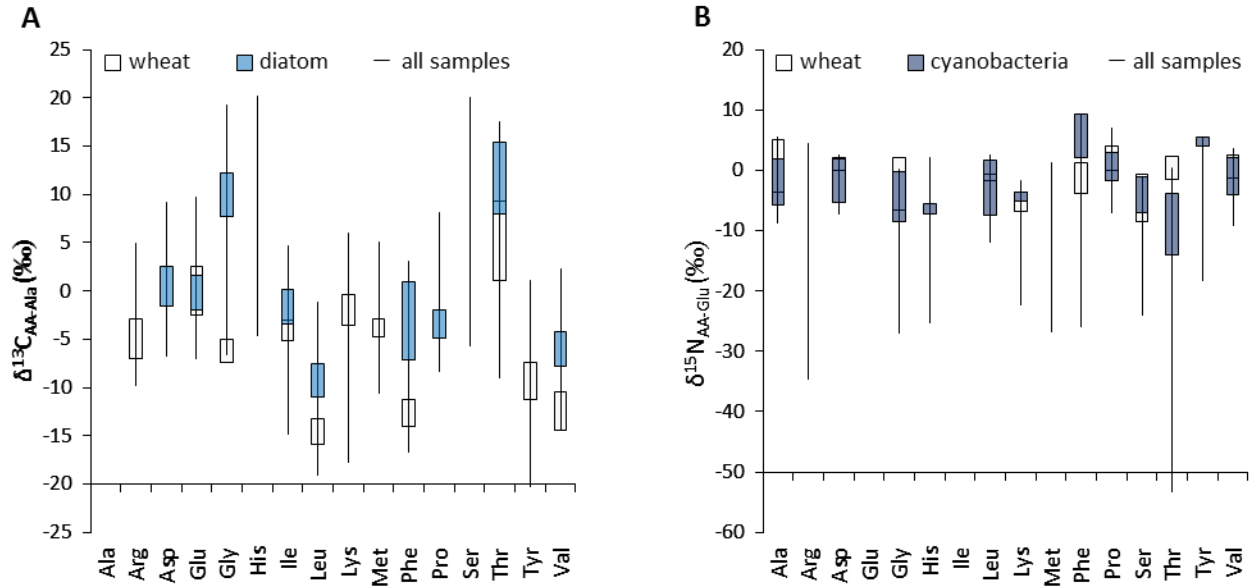 A
25
20
15
10
5
0
-5
-10
-15
-20
-25
Δ¹³C_AA-Ala (‰)
wheat diatom all samples
Ala Arg Asp Glu Gly His Ile Leu Lys Met Phe Pro Ser Thr Tyr Val
B
20
10
0
-10
-20
-30
-40
-50
-60
δ¹⁵N_AA-Glu (‰)
wheat cyanobacteria all samples
Ala Arg Asp Glu Gly His Ile Leu Lys Met Phe Pro Ser Thr Tyr Val